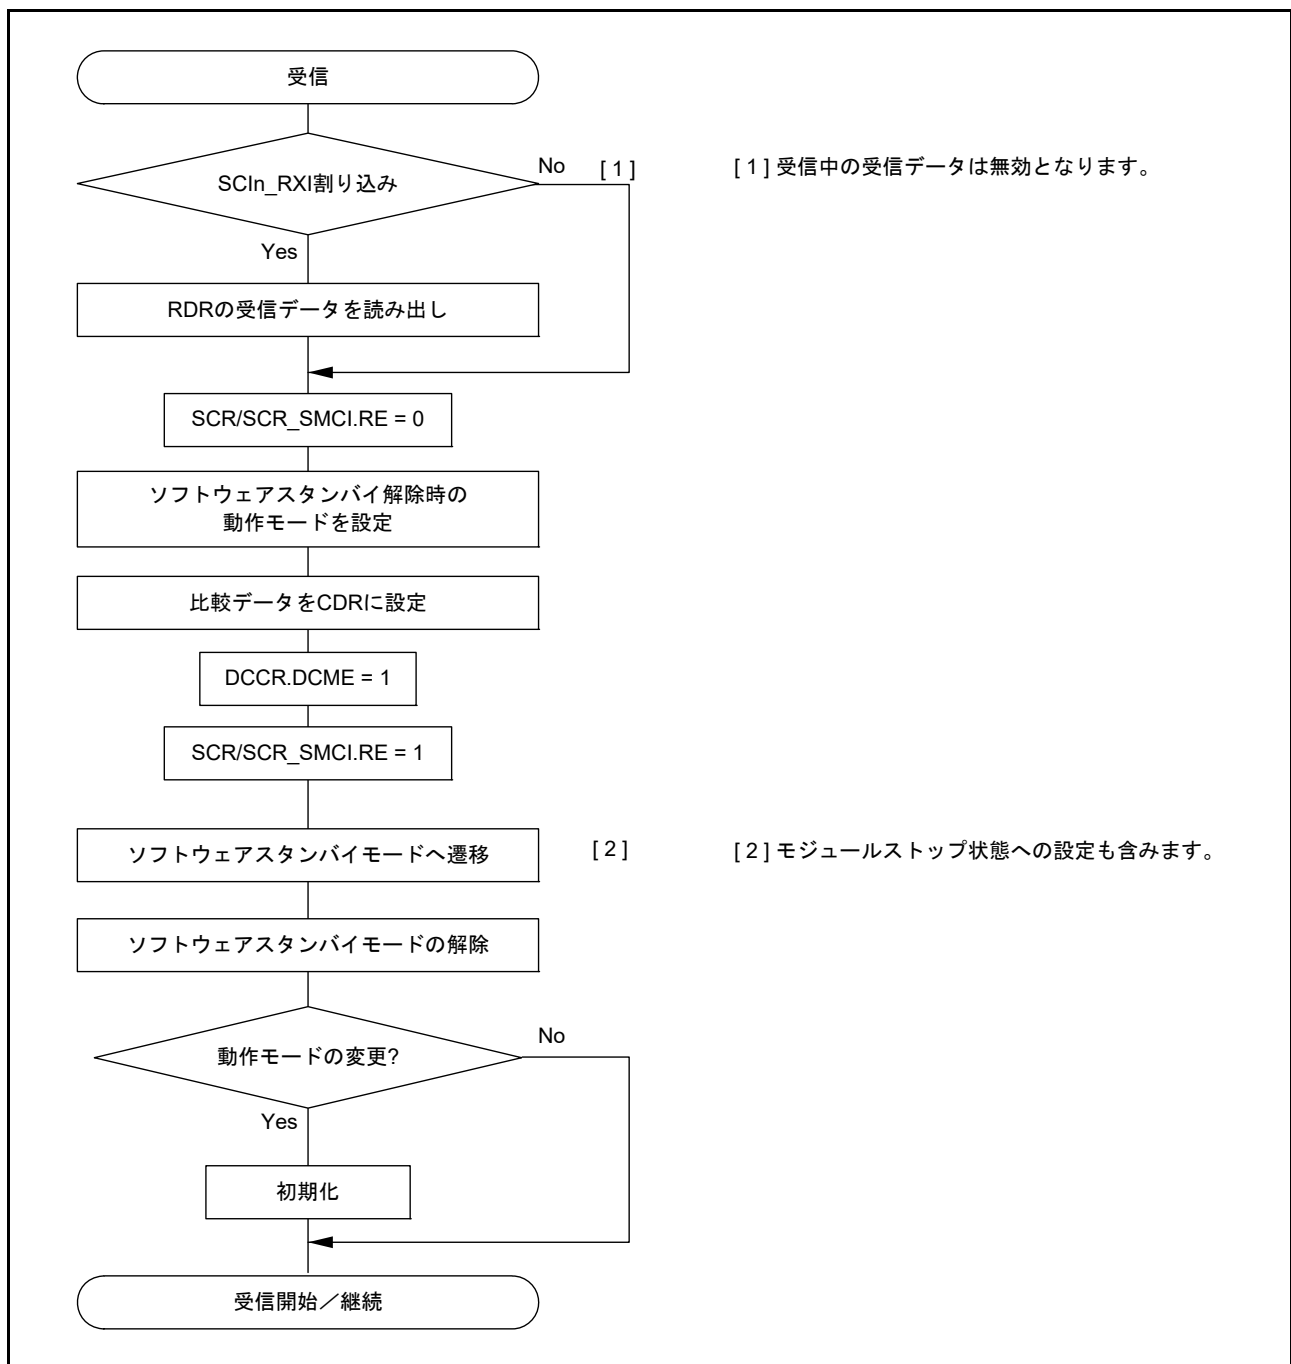 受信
SCIn_RXI割り込み
No
[ 1 ]
[ 1 ] 受信中の受信データは無効となります。
Yes
RDRの受信データを読み出し
SCR/SCR_SMCI.RE = 0
ソフトウェアスタンバイ解除時の
動作モードを設定
比較データをCDRに設定
DCCR.DCME = 1
SCR/SCR_SMCI.RE = 1
ソフトウェアスタンバイモードへ遷移
[ 2 ]
[ 2 ] モジュールストップ状態への設定も含みます。
ソフトウェアスタンバイモードの解除
動作モードの変更?
No
Yes
初期化
受信開始／継続